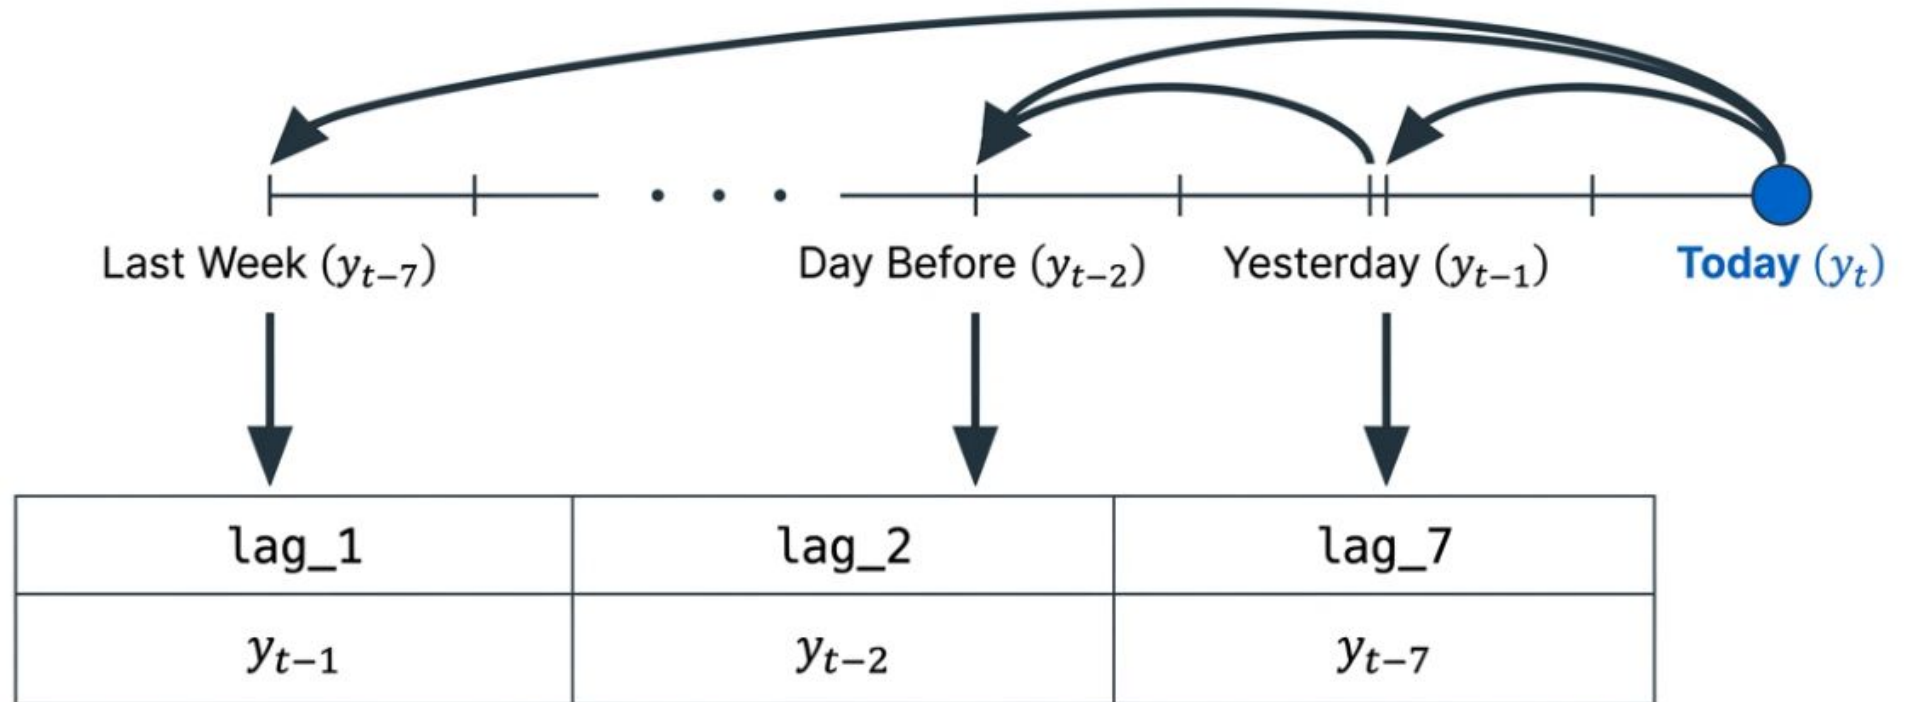 Last Week (yₜ₋₇) Day Before (yₜ₋₂) Yesterday (yₜ₋₁) Today (yₜ)
lag_1 lag_2 lag_7
yₜ₋₁ yₜ₋₂ yₜ₋₇